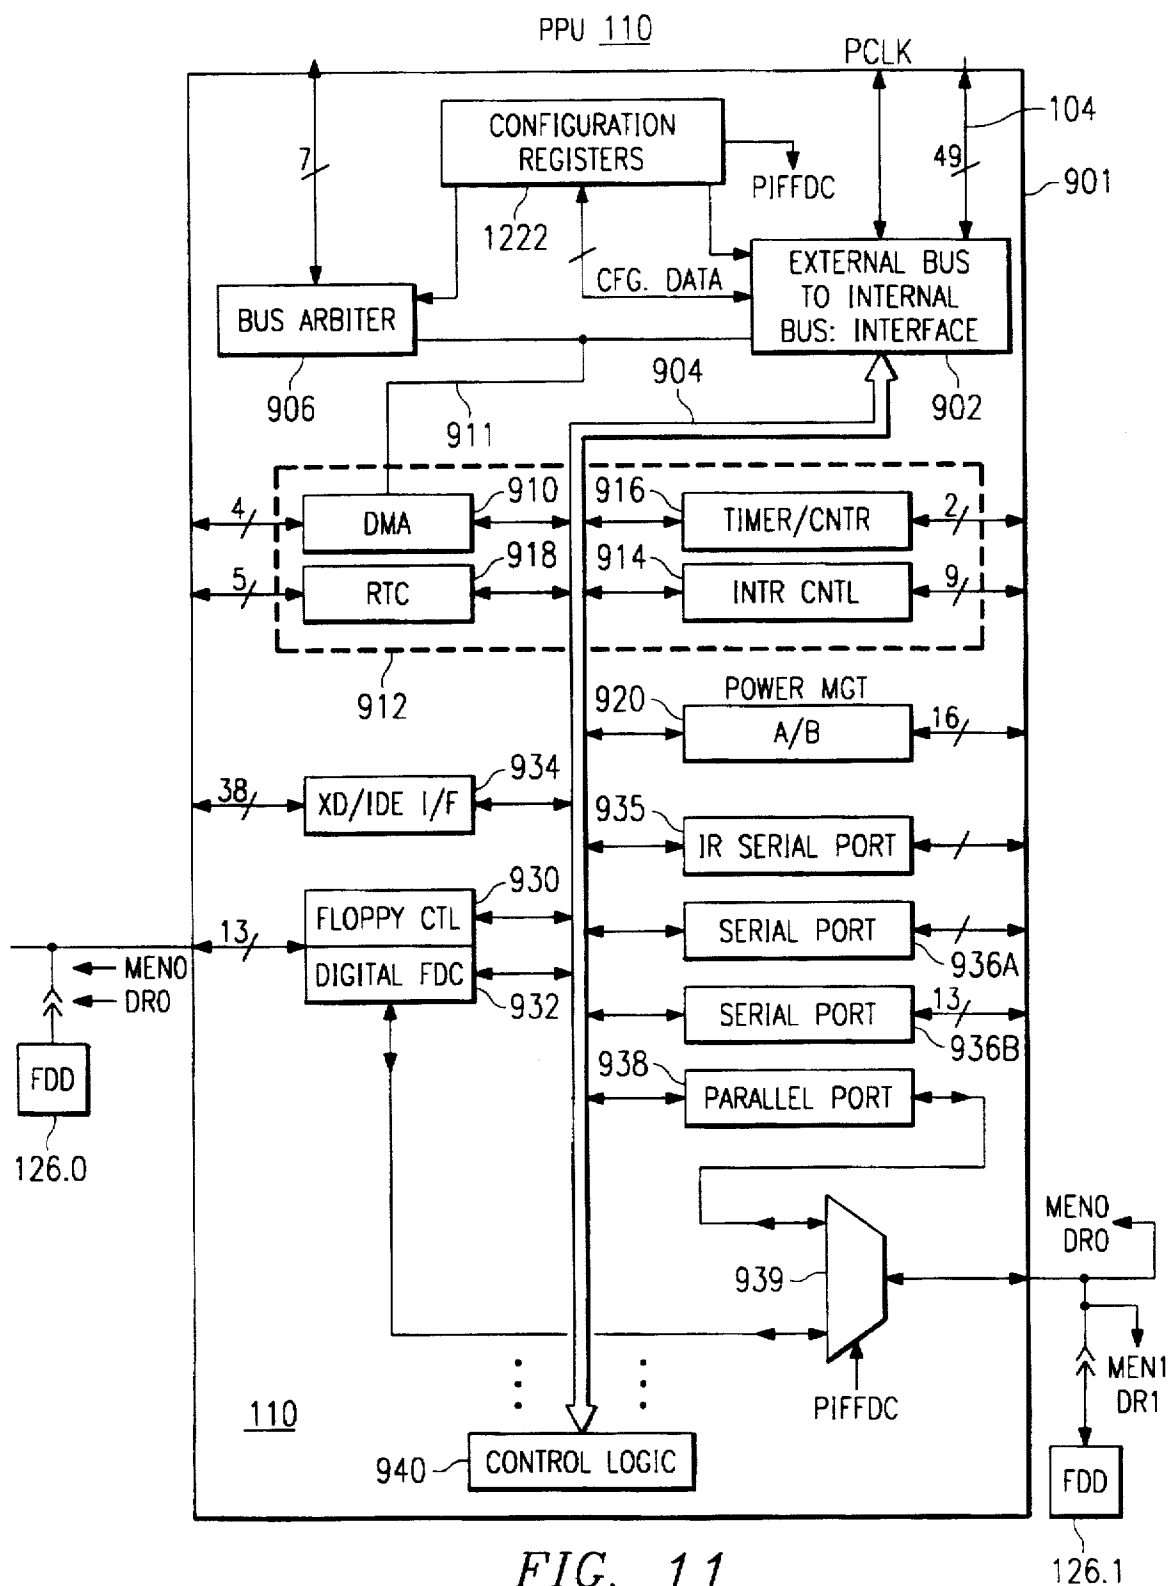 PPU 110
PCLK
104
CONFIGURATION
REGISTERS
7
49
901
PIFFDC
1222
EXTERNAL BUS
TO INTERNAL
BUS: INTERFACE
CFG. DATA
BUS ARBITER
904
906
911
902
4
DMA
910
916
TIMER/CNTR
2
5
RTC
918
914
INTR CNTL
9
912
POWER MGT
920
A/B
16
38
XD/IDE I/F
934
935
IR SERIAL PORT
930
FLOPPY CTL
13
SERIAL PORT
936A
MEN0
DIGITAL FDC
DR0
932
13
SERIAL PORT
936B
FDD
938
PARALLEL PORT
126.0
MEN0
DR0
939
MEN1
DR1
PIFFDC
110
940
CONTROL LOGIC
FDD
FIG. 11
126.1